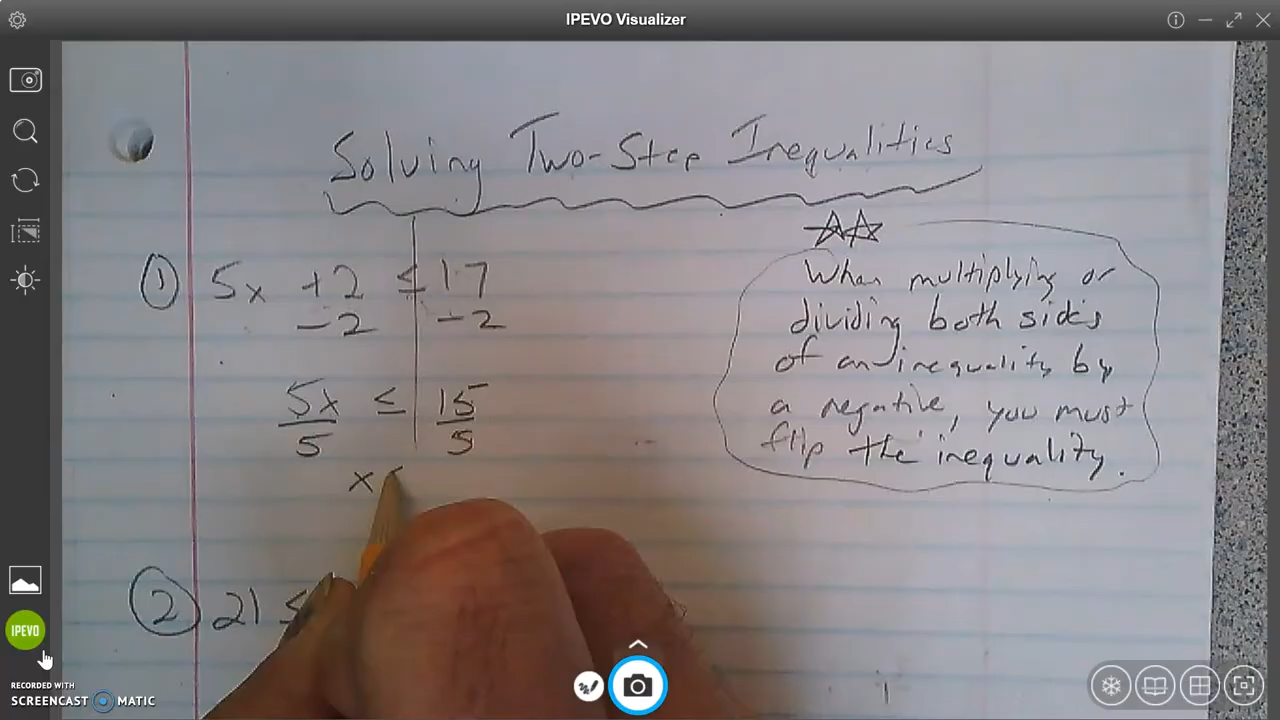 IPEVO Visualizer
Solving Two-Step Inequalities
① 5x +2 ≤ 17
-2 -2
5x ≤ 15
5 5
x
② 21 ≤
When multiplying or
dividing both sides
of an inequality by
a negative, you must
flip the inequality.
IPEVO
RECORDED WITH
SCREENCAST MATIC